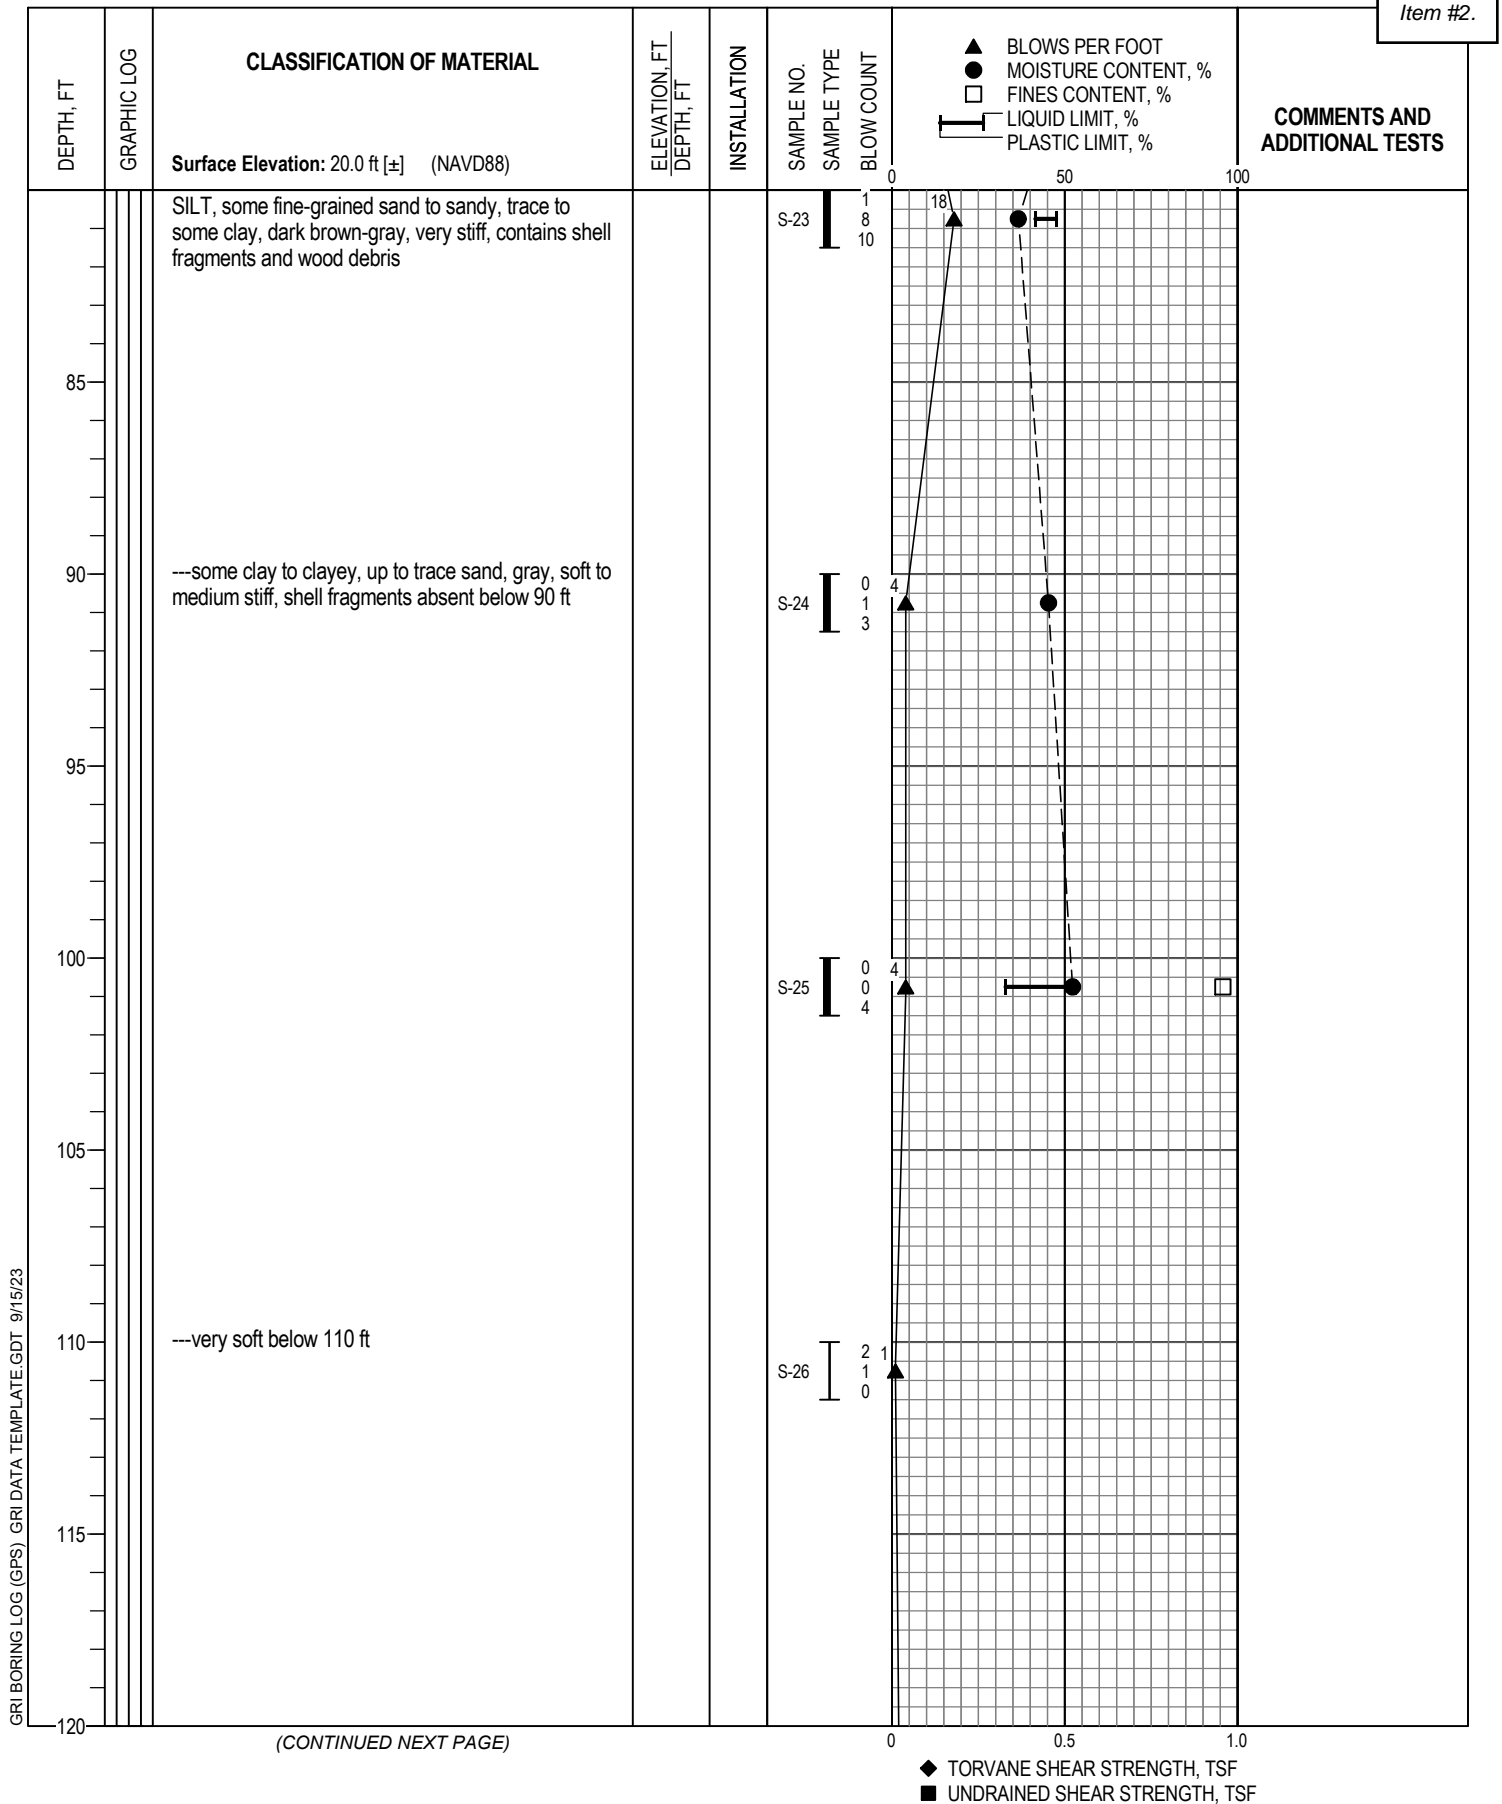 Item #2.
DEPTH, FT
GRAPHIC LOG
CLASSIFICATION OF MATERIAL
Surface Elevation: 20.0 ft [±] (NAVD88)
ELEVATION, FT
DEPTH, FT
INSTALLATION
SAMPLE NO.
SAMPLE TYPE
BLOW COUNT
BLOWS PER FOOT
MOISTURE CONTENT, %
FINES CONTENT, %
LIQUID LIMIT, %
PLASTIC LIMIT, %
0 50 100
COMMENTS AND
ADDITIONAL TESTS
SILT, some fine-grained sand to sandy, trace to
some clay, dark brown-gray, very stiff, contains shell
fragments and wood debris
S-23
1
8
10
18
85
90
---some clay to clayey, up to trace sand, gray, soft to
medium stiff, shell fragments absent below 90 ft
S-24
0
1
3
4
95
100
S-25
0
0
4
4
105
110
---very soft below 110 ft
S-26
2
1
0
1
115
120
(CONTINUED NEXT PAGE)
0 0.5 1.0
TORVANE SHEAR STRENGTH, TSF
UNDRAINED SHEAR STRENGTH, TSF
GRI BORING LOG (GPS) GRI DATA TEMPLATE.GDT 9/15/23